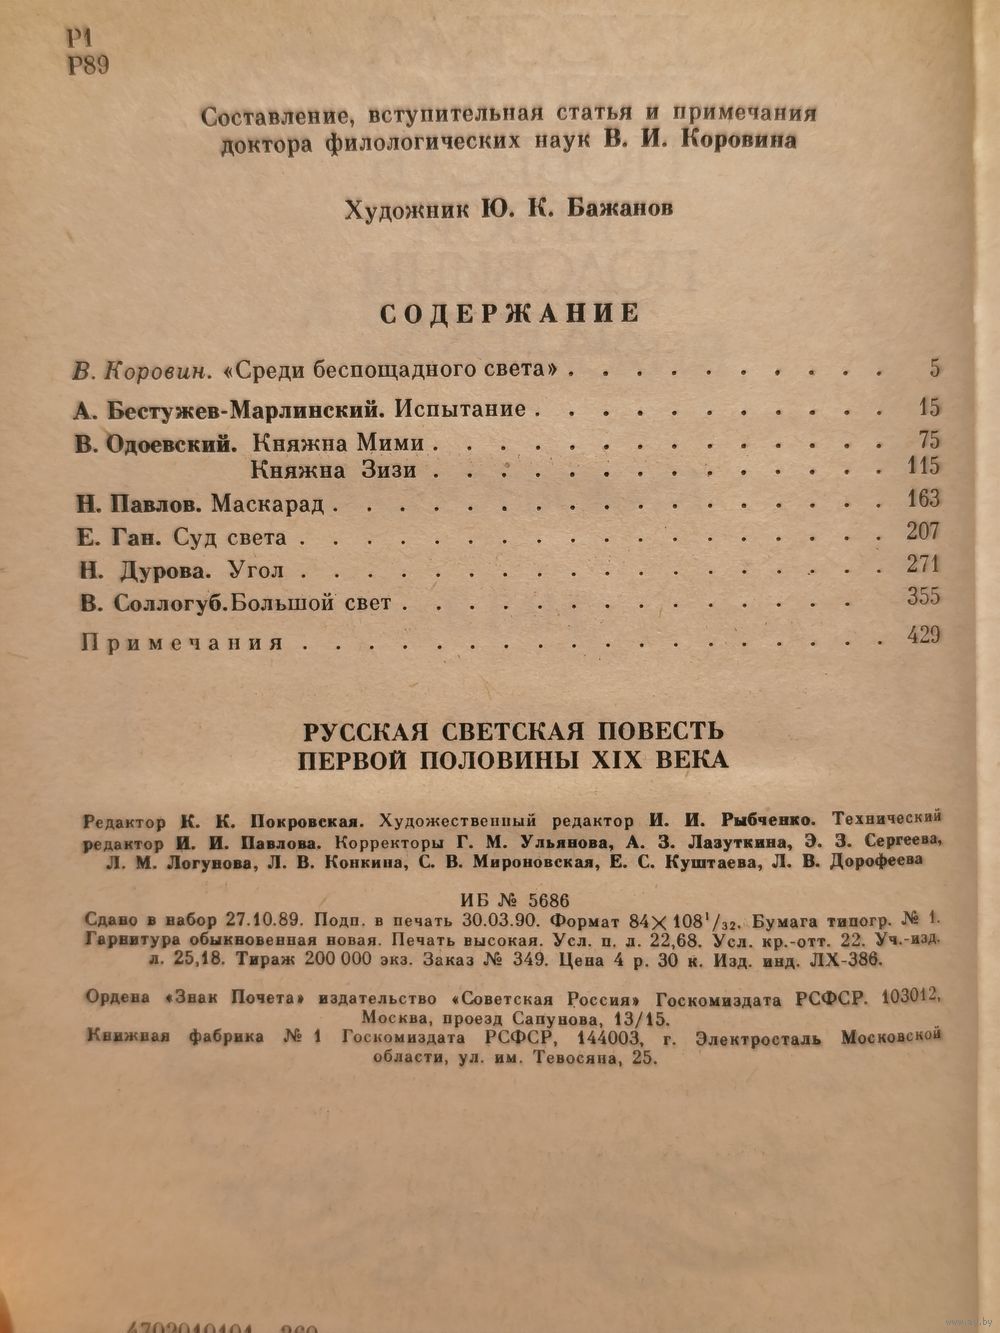 Р1
Р89
Составление, вступительная статья и примечания
доктора филологических наук В. И. Коровина
Художник Ю. К. Бажанов
СОДЕРЖАНИЕ
В. Коровин. «Среди беспощадного света» . . . . . . . . . . 5
А. Бестужев-Марлинский. Испытание . . . . . . . . . . . 15
В. Одоевский. Княжна Мими . . . . . . . . . . . . . . 75
Княжна Зизи . . . . . . . . . . . . . . 115
Н. Павлов. Маскарад . . . . . . . . . . . . . . . . . 163
Е. Ган. Суд света . . . . . . . . . . . . . . . . . . 207
Н. Дурова. Угол . . . . . . . . . . . . . . . . . . 271
В. Соллогуб.Большой свет . . . . . . . . . . . . . . 355
Примечания . . . . . . . . . . . . . . . . . . 429
РУССКАЯ СВЕТСКАЯ ПОВЕСТЬ
ПЕРВОЙ ПОЛОВИНЫ XIX ВЕКА
Редактор К. К. Покровская. Художественный редактор И. И. Рыбченко. Технический
редактор И. И. Павлова. Корректоры Г. М. Ульянова, А. З. Лазуткина, Э. З. Сергеева,
Л. М. Логунова, Л. В. Конкина, С. В. Мироновская, Е. С. Куштаева, Л. В. Дорофеева
ИБ № 5686
Сдано в набор 27.10.89. Подп. в печать 30.03.90. Формат 84×108¹/₃₂. Бумага типогр. № 1.
Гарнитура обыкновенная новая. Печать высокая. Усл. п. л. 22,68. Усл. кр.-отт. 22. Уч.-изд.
л. 25,18. Тираж 200 000 экз. Заказ № 349. Цена 4 р. 30 к. Изд. инд. ЛХ-386.
Ордена «Знак Почета» издательство «Советская Россия» Госкомиздата РСФСР. 103012,
Москва, проезд Сапунова, 13/15.
Книжная фабрика № 1 Госкомиздата РСФСР, 144003, г. Электросталь Московской
области, ул. им. Тевосяна, 25.
www.ay.by